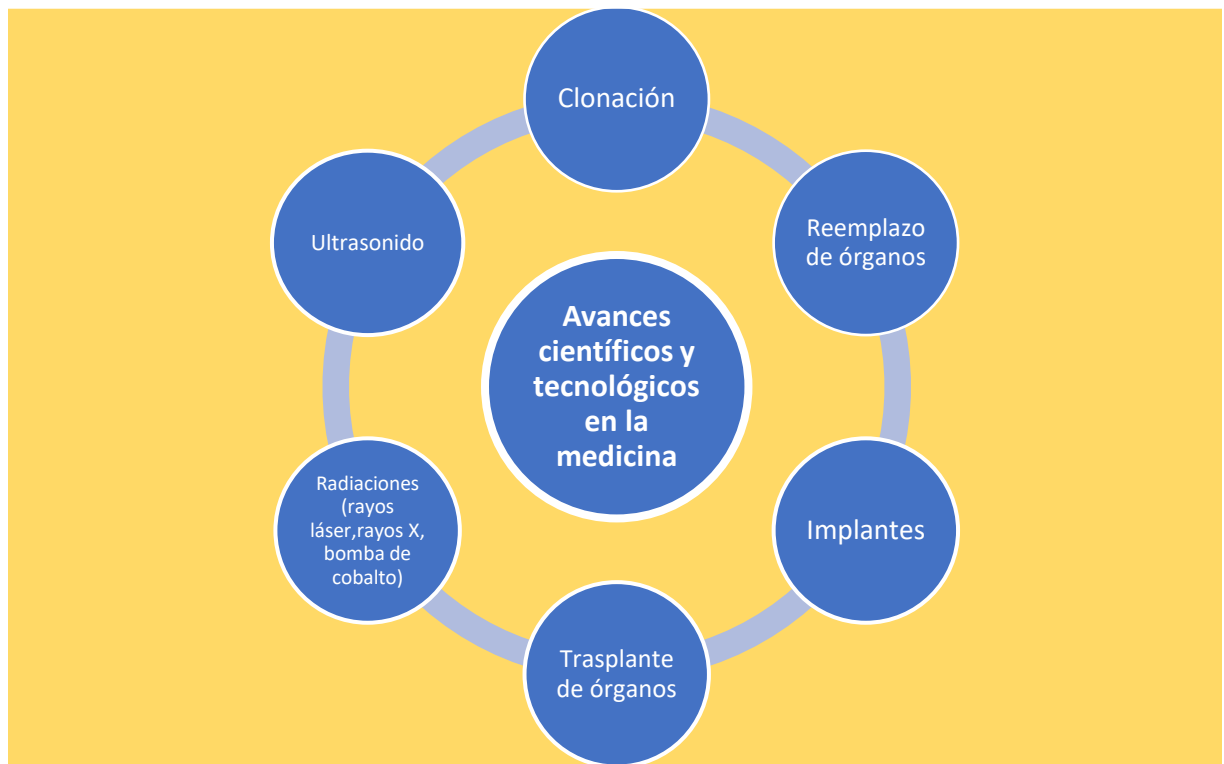 Clonación
Reemplazo
de órganos
Implantes
Trasplante
de órganos
Radiaciones
(rayos
láser,rayos X,
bomba de
cobalto)
Ultrasonido
Avances
científicos y
tecnológicos
en la
medicina